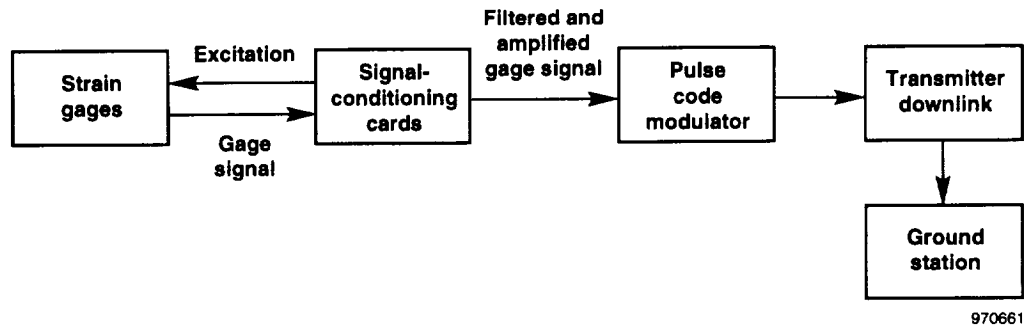 Strain
gages
Excitation
Gage
signal
Signal-
conditioning
cards
Filtered and
amplified
gage signal
Pulse
code
modulator
Transmitter
downlink
Ground
station
970661